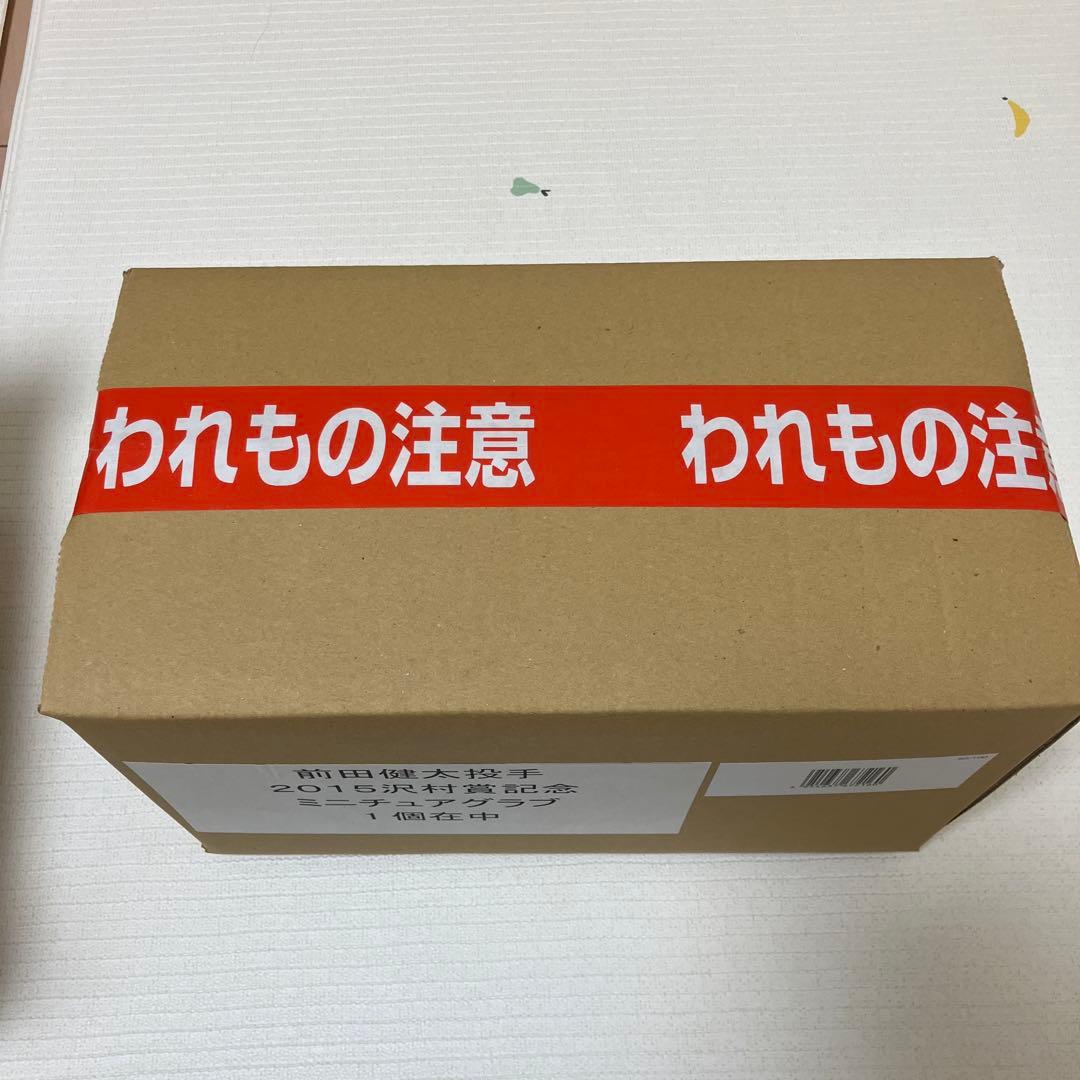 われもの注意 われもの注意
前田健太投手
2015沢村賞記念
ミニチュアグラブ
1個在中